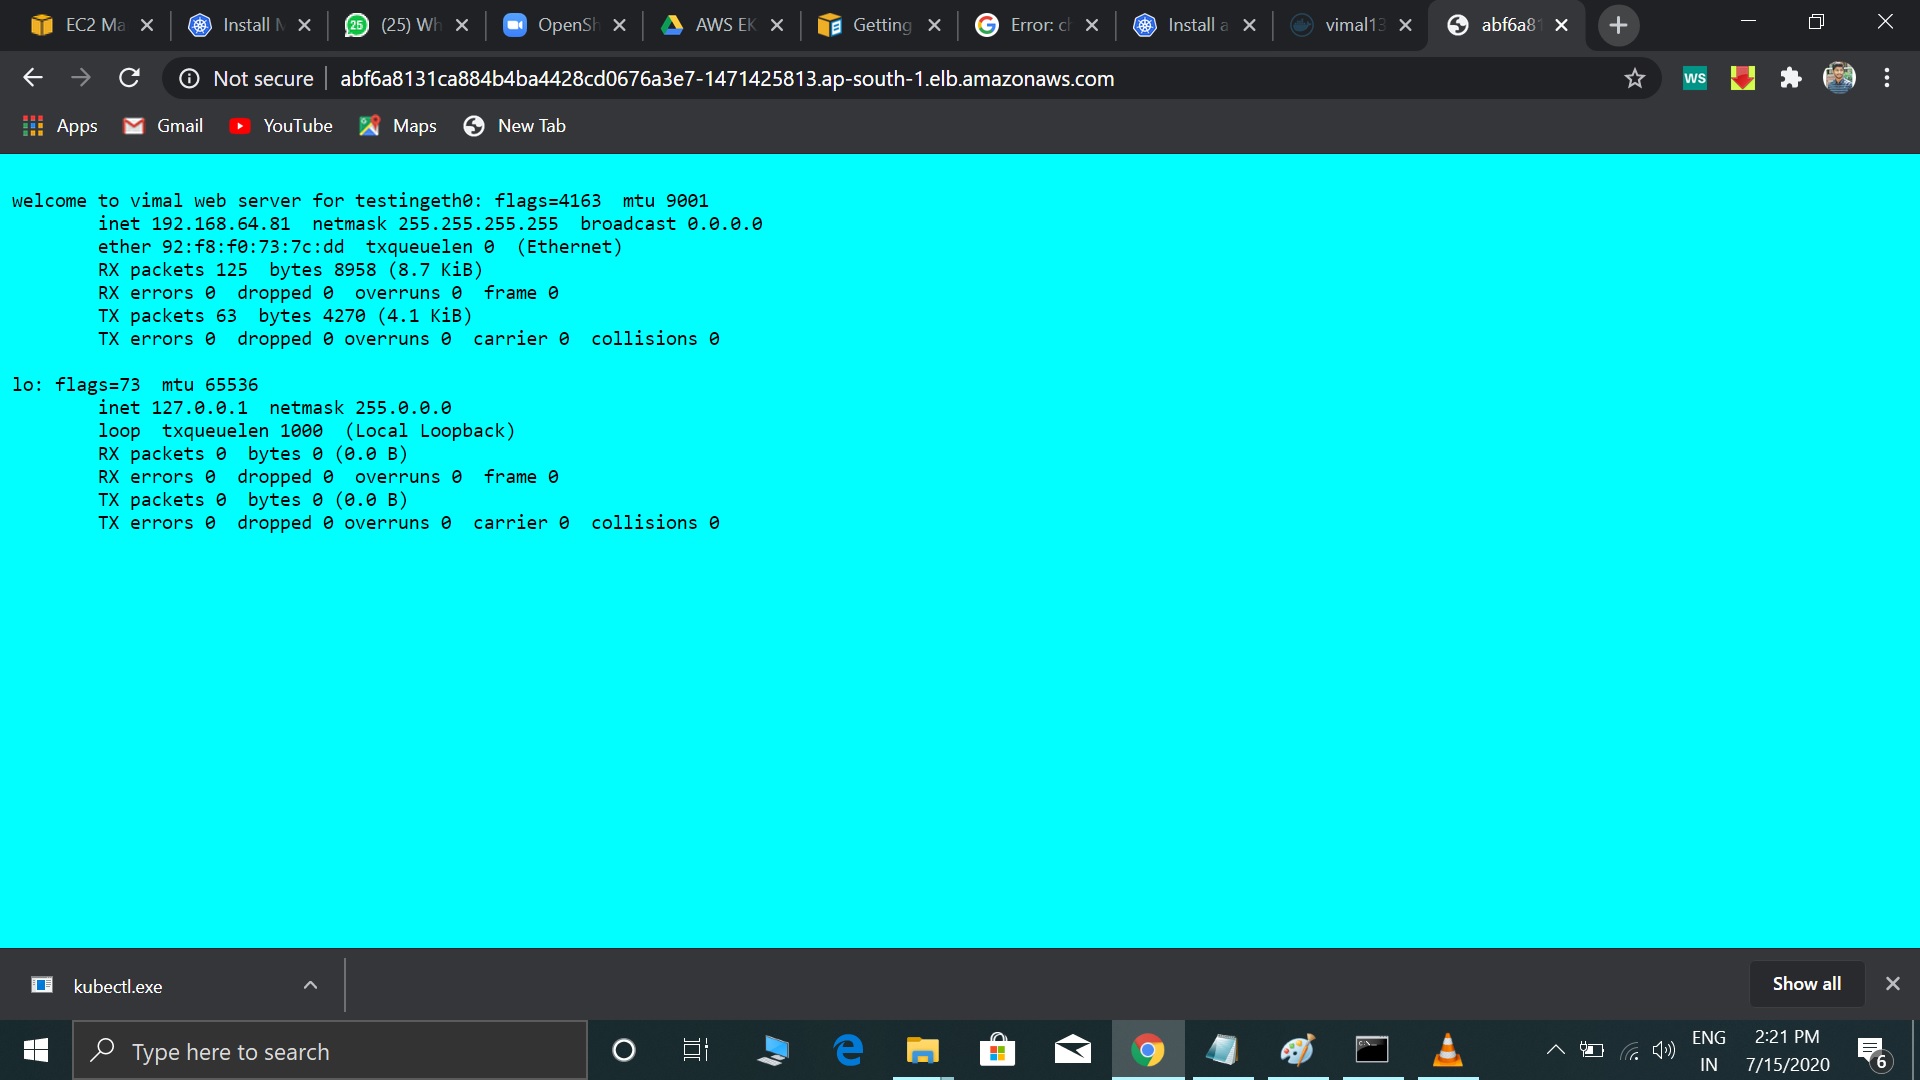 EC2 Ma
Install M
(25) Wh
OpenSh
AWS EK
Getting
Error: ch
Install a
vimal13
abf6a81
Not secure
abf6a8131ca884b4ba4428cd0676a3e7-1471425813.ap-south-1.elb.amazonaws.com
WS
Apps
Gmail
YouTube
Maps
New Tab
welcome to vimal web server for testingeth0: flags=4163  mtu 9001
        inet 192.168.64.81  netmask 255.255.255.255  broadcast 0.0.0.0
        ether 92:f8:f0:73:7c:dd  txqueuelen 0  (Ethernet)
        RX packets 125  bytes 8958 (8.7 KiB)
        RX errors 0  dropped 0  overruns 0  frame 0
        TX packets 63  bytes 4270 (4.1 KiB)
        TX errors 0  dropped 0 overruns 0  carrier 0  collisions 0
lo: flags=73  mtu 65536
        inet 127.0.0.1  netmask 255.0.0.0
        loop  txqueuelen 1000  (Local Loopback)
        RX packets 0  bytes 0 (0.0 B)
        RX errors 0  dropped 0  overruns 0  frame 0
        TX packets 0  bytes 0 (0.0 B)
        TX errors 0  dropped 0 overruns 0  carrier 0  collisions 0
kubectl.exe
Show all
Type here to search
ENG
IN
2:21 PM
7/15/2020
6